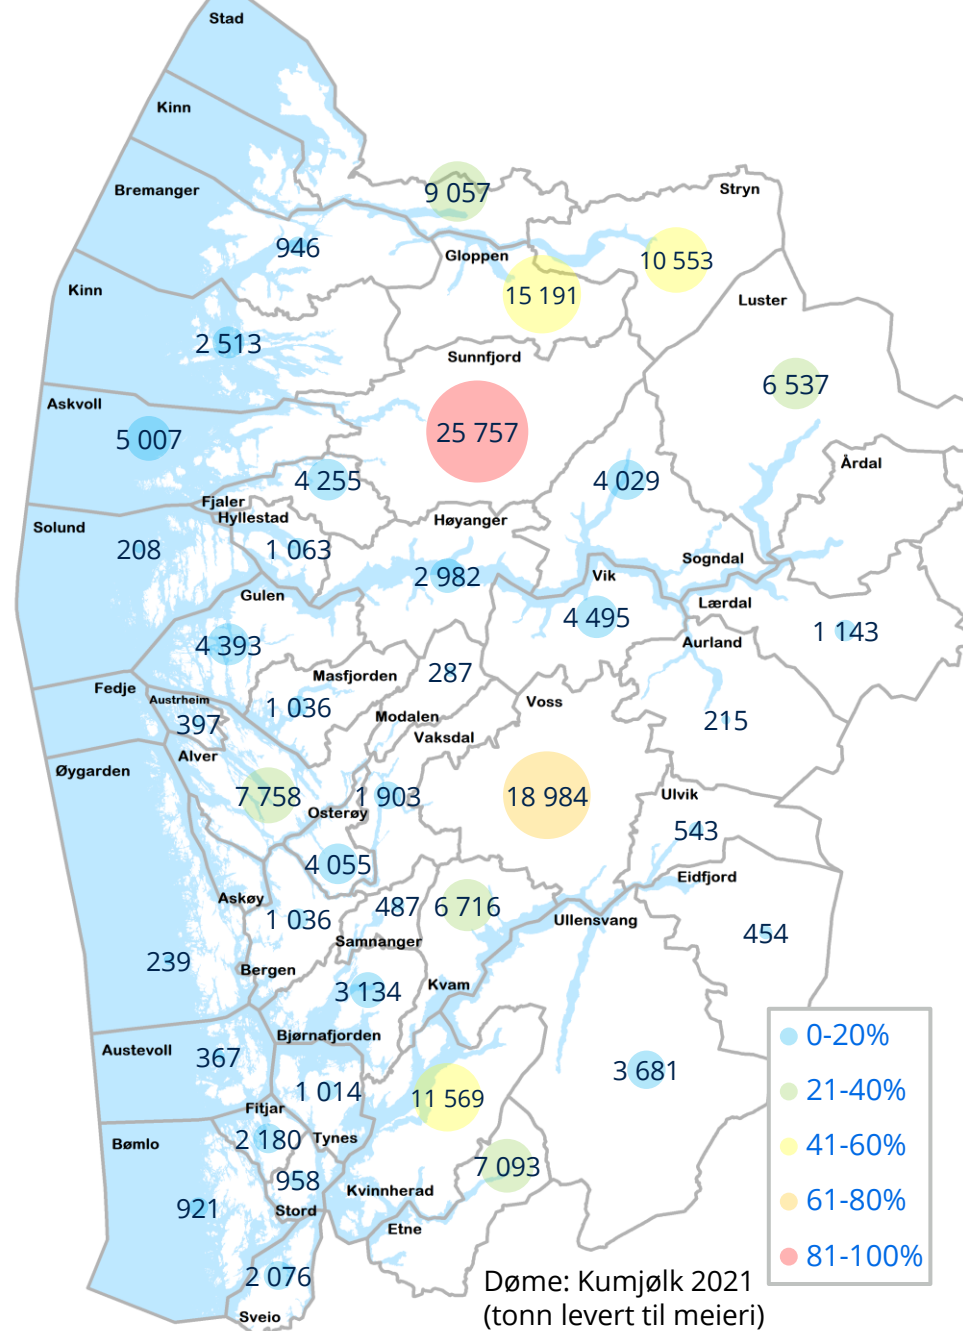 Stad
Kinn
Bremanger
9 057
Stryn
946
Gloppen
10 553
Kinn
15 191
Luster
2 513
Sunnfjord
6 537
Askvoll
5 007
25 757
Årdal
4 255
4 029
Fjaler
Hyllestad
Høyanger
Solund
208
1 063
Sogndal
2 982
Vik
Gulen
Lærdal
4 495
1 143
4 393
Aurland
Masfjorden
287
Fedje
Austrheim
1 036
Voss
397
Modalen
215
Vaksdal
Alver
Øygarden
7 758
1 903
18 984
Ulvik
Osterøy
543
4 055
Eidfjord
Askøy
1 036
487
6 716
Ullensvang
454
Samnanger
239
Bergen
3 134
Kvam
Bjørnafjorden
Austevoll
367
3 681
1 014
11 569
Fitjar
Bømlo
2 180
Tynes
7 093
958
Kvinnherad
921
Stord
Etne
2 076
Sveio
0-20%
21-40%
41-60%
61-80%
81-100%
Døme: Kumjølk 2021
(tonn levert til meieri)